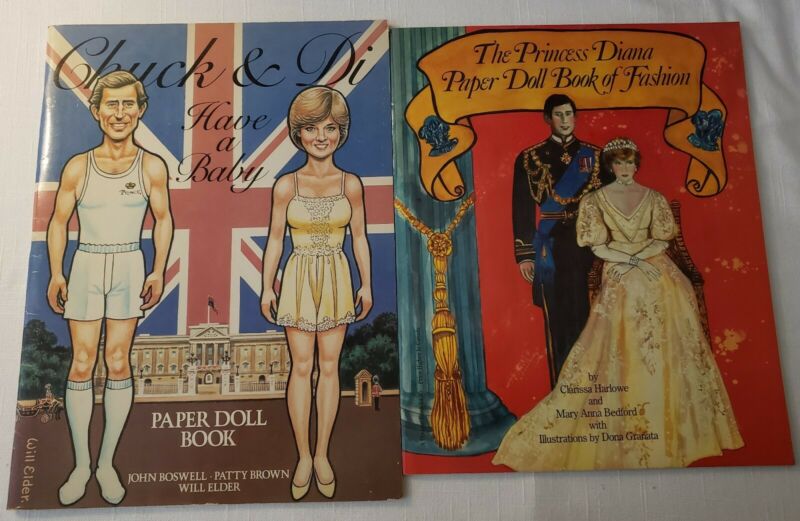 Chuck & Di
Have
a
Baby
PRINCE
PAPER DOLL
BOOK
JOHN BOSWELL · PATTY BROWN
WILL ELDER
Will Elder
The Princess Diana
Paper Doll Book of Fashion
by
Clarissa Harlowe
and
Mary Anna Bedford
with
Illustrations by Dona Granata